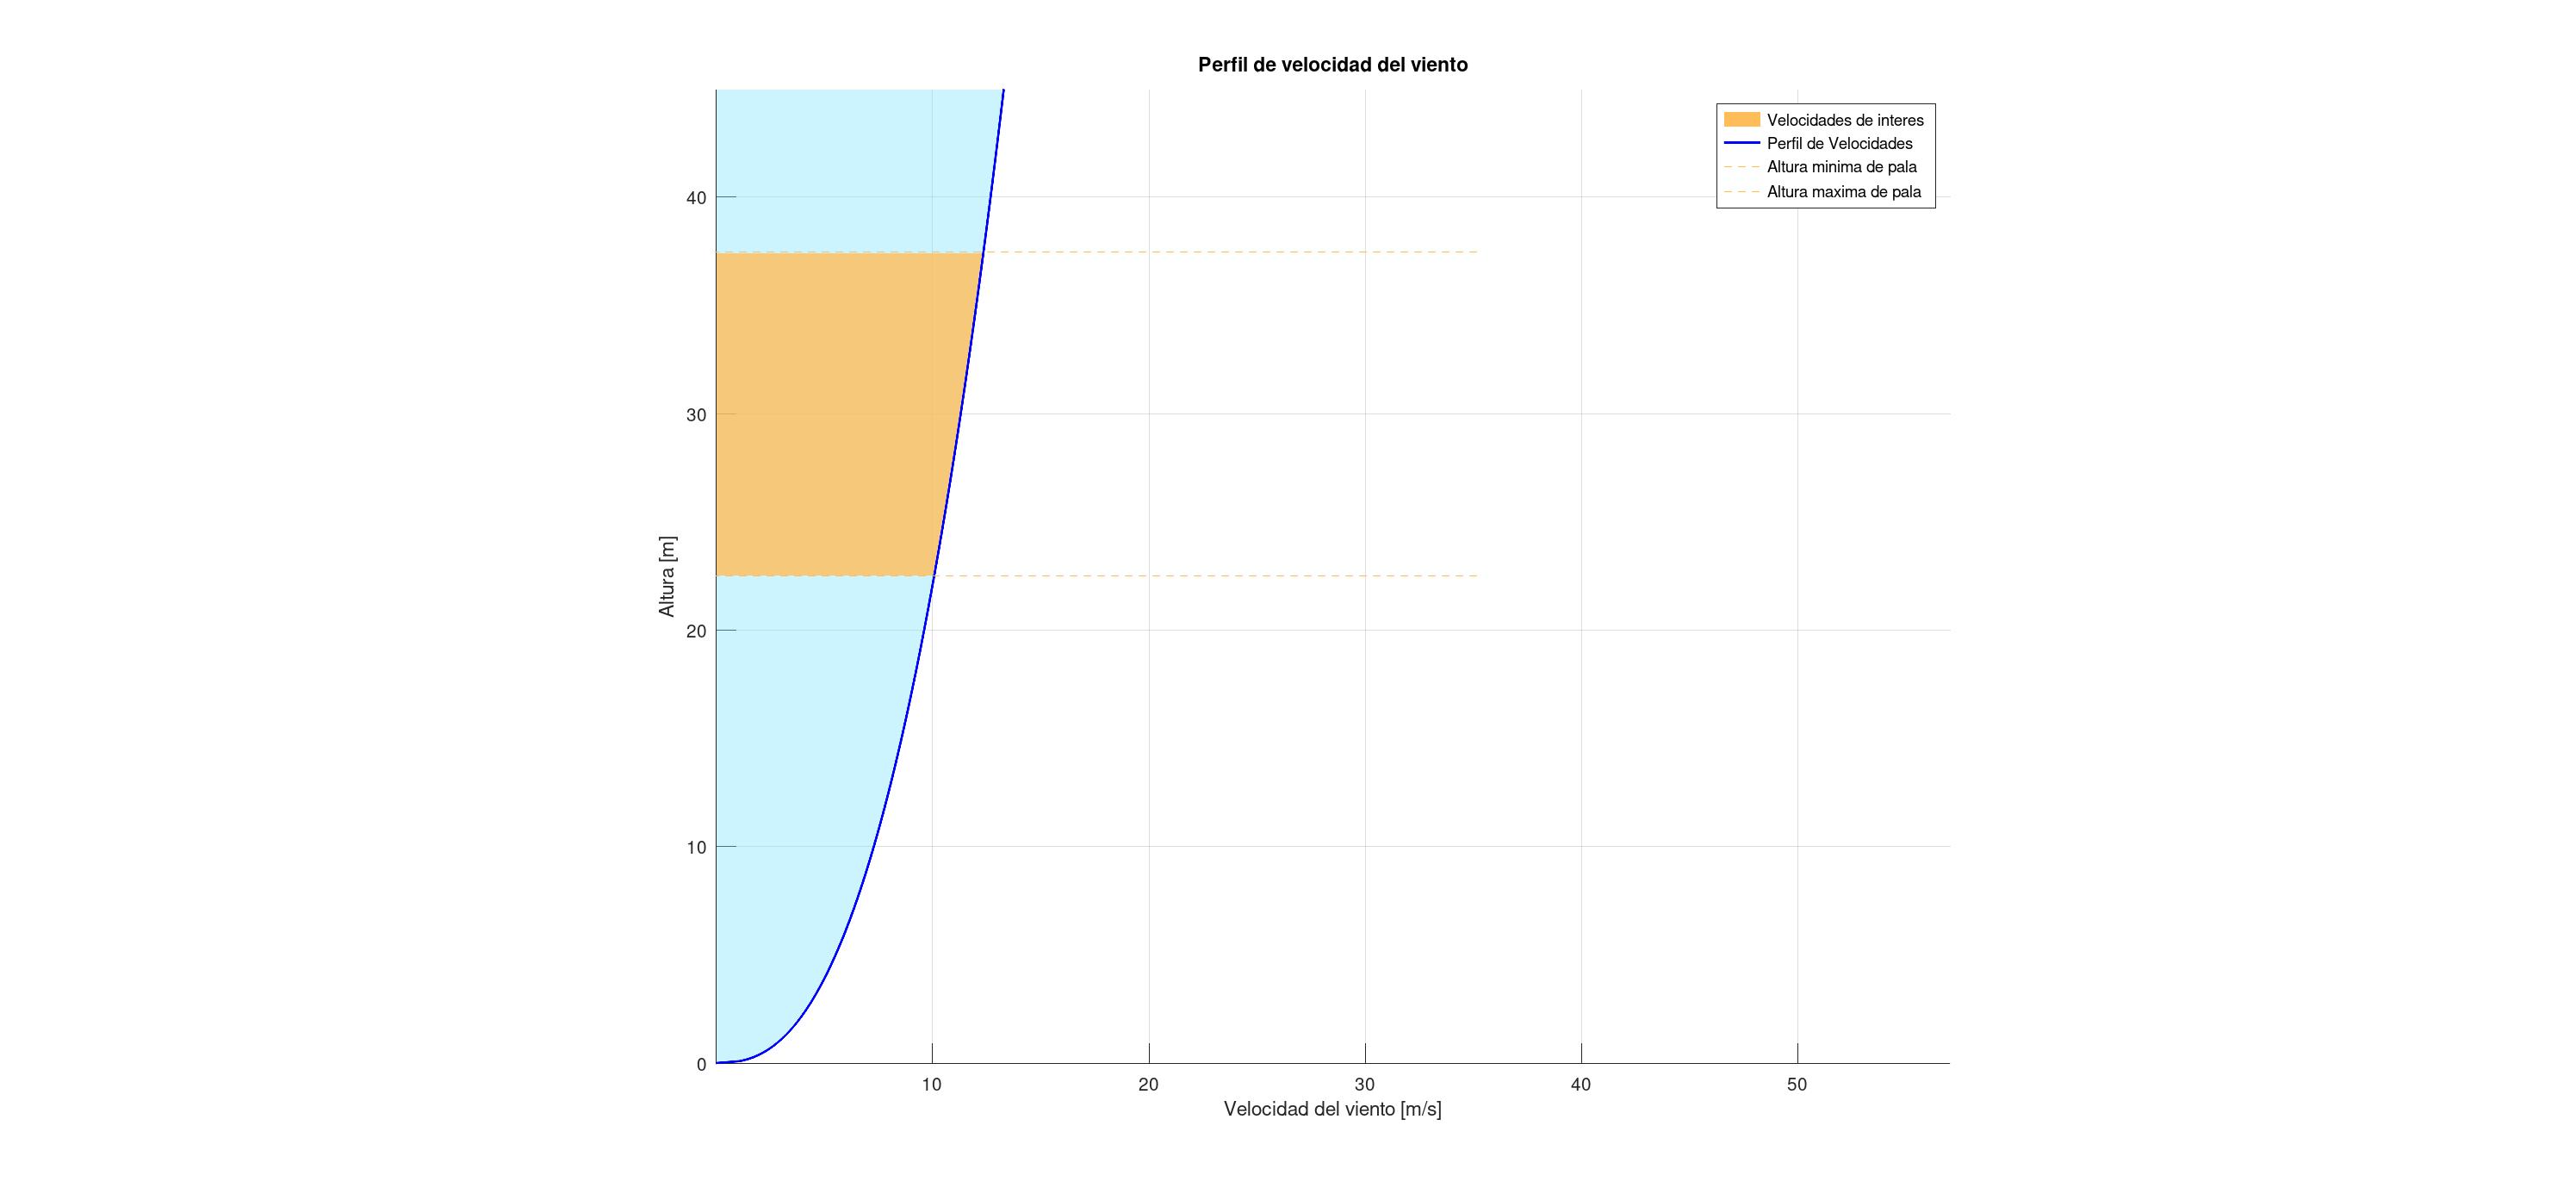 Perfil de velocidad del viento
Velocidades de interes
Perfil de Velocidades
Altura minima de pala
Altura maxima de pala
40
30
20
10
0
Altura [m]
10 20 30 40 50
Velocidad del viento [m/s]